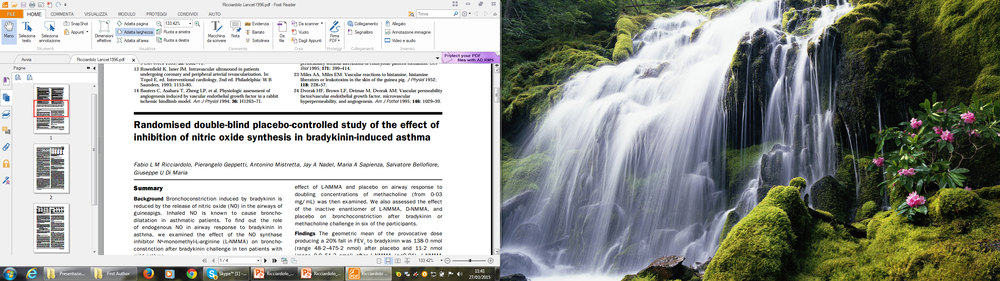 Ricciardolo Lancet1996.pdf - Foxit Reader
FILE HOME COMMENTA VISUALIZZA MODULO PROTEGGI CONDIVIDI AIUTO Trova
Mano
Seleziona testo
Seleziona annotazione
SnapShot
Appunti
Strumenti
Dimensioni effettive
Adatta pagina
Adatta larghezza
Adatta all'area
133.42%
Ruota a sinistra
Ruota a destra
Visualizza
Macchina da scrivere
Nota
Evidenzia
Barrato
Sottolinea
Commento
Da file
Da scanner
Vuoto
Dagli Appunti
Crea
Firma PDF
Proteggi
Collegamento
Segnalibro
Collegamenti
Allegato
Annotazione immagine
Video e audio
Inserisci
Avvia
Ricciardolo Lancet1996.pdf
Protect your PDF
files with AD RMS
Pagine
1
2
13 Rosenfield K, Isner JM. Intravascular ultrasound in patients
undergoing coronary and peripheral arterial revascularization. In:
Topol E, ed. Interventional cardiology, 2nd ed. Philadelphia: W B
Saunders, 1993: 1153–85.
14 Bauters C, Asahara T, Zheng LP, et al. Physiologic assessment of
angiogenesis induced by vascular endothelial growth factor in a rabbit
ischemic hindlimb model. Am J Physiol 1994; 36: H1263–71.
permeability without alterations of embryonic pattern formation. Dev
Biol 1995; 171: 399–414.
23 Miles AA, Miles EM. Vascular reactions to histamine, histamine
liberators or leukotoxins in the skin of the guinea pig. J Physiol 1952;
118: 228–57.
24 Dvorak HF, Brown LF, Detmar M, Dvorak AM. Vascular permeability
factor/vascular endothelial growth factor, microvascular
hyperpermeability, and angiogenesis. Am J Pathol 1995; 146: 1029–39.
Randomised double-blind placebo-controlled study of the effect of
inhibition of nitric oxide synthesis in bradykinin-induced asthma
Fabio L M Ricciardolo, Pierangelo Geppetti, Antonino Mistretta, Jay A Nadel, Maria A Sapienza, Salvatore Bellofiore,
Giuseppe U Di Maria
Summary
Background Bronchoconstriction induced by bradykinin is
reduced by the release of nitric oxide (NO) in the airways of
guineapigs. Inhaled NO is known to cause broncho-
dilatation in asthmatic patients. To find out the role
of endogenous NO in airway response to bradykinin in
asthma, we examined the effect of the NO synthase
inhibitor Nᴳ-monomethyl-L-arginine (L-NMMA) on broncho-
constriction after bradykinin challenge in ten patients with
effect of L-NMMA and placebo on airway response to
doubling concentrations of methacholine (from 0·03
mg/mL) was then examined. We also assessed the effect
of the inactive enantiomer of L-NMMA, D-NMMA, and
placebo on bronchoconstriction after bradykinin or
methacholine challenge in six of the participants.
Findings The geometric mean of the provocative dose
producing a 20% fall in FEV₁ to bradykinin was 138·0 nmol
(range 48·2–475·2 nmol) after placebo and 11·2 nmol
1 / 4
133.42%
Presentazio...
First Author
Skype™ [1] -...
Ricciardolo_...
Ricciardolo_...
Ricciardolo ...
11:41
27/03/2015